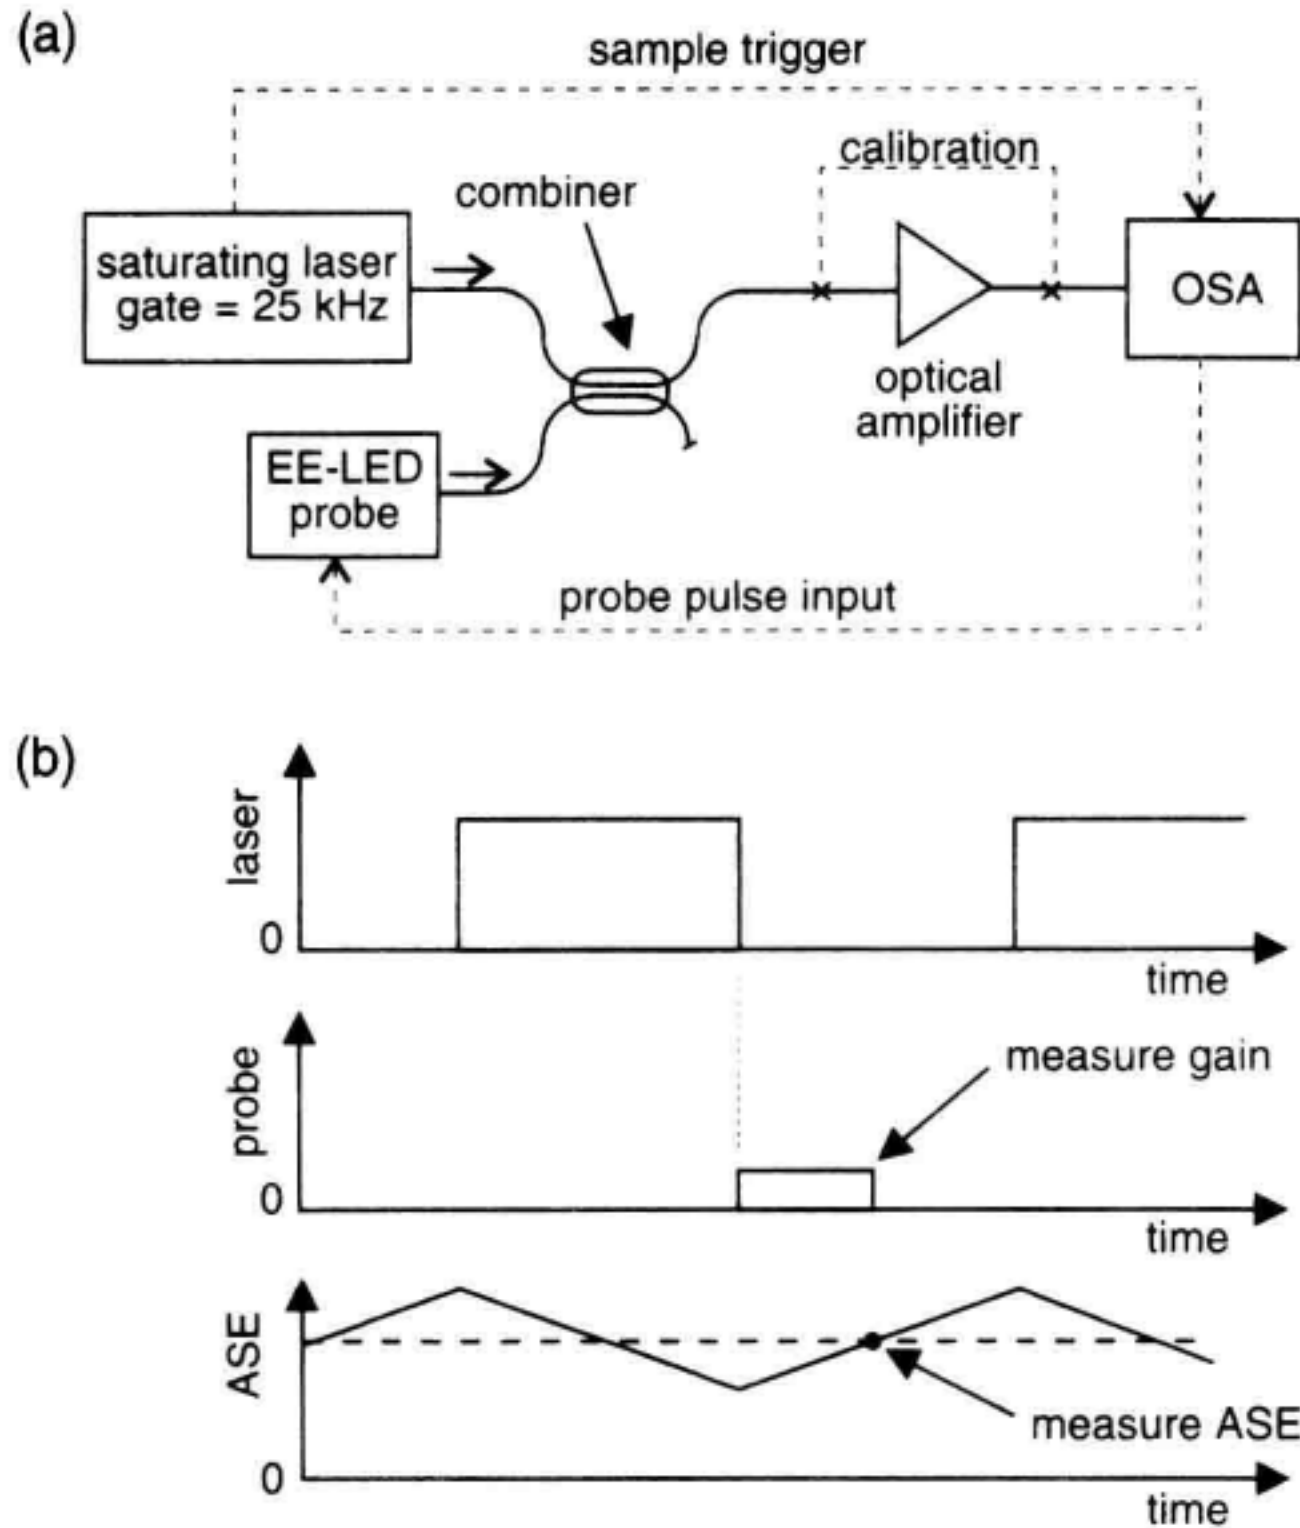 (a)
sample trigger
calibration
combiner
saturating laser
gate = 25 kHz
OSA
optical
amplifier
EE-LED
probe
probe pulse input
(b)
laser
0
time
measure gain
probe
0
time
ASE
measure ASE
0
time